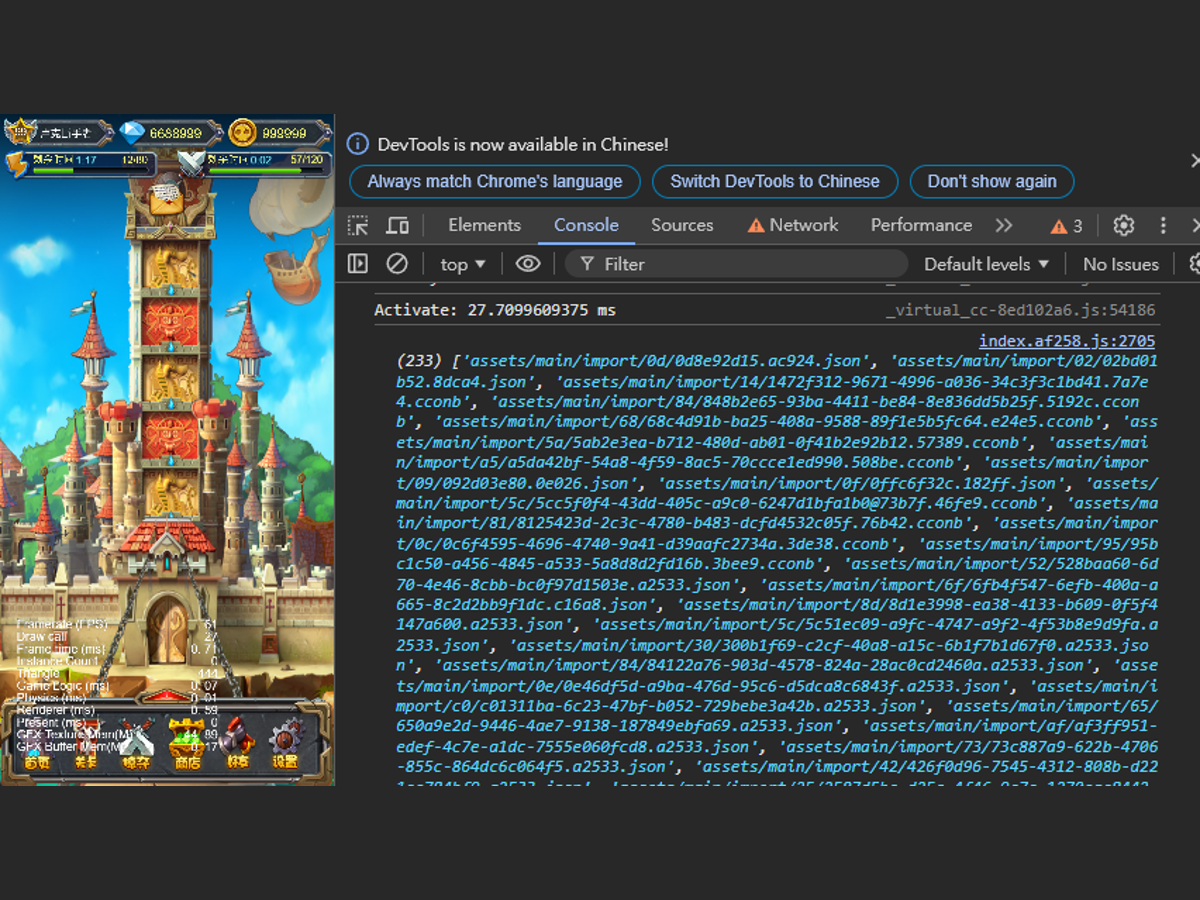 6688999
999999
1:17
12/80
0:02
57/120
Framerate (FPS) 61
Draw call 27
Frame time (ms) 0.71
Instance Count 0
Triangle 444
Game Logic (ms) 0.07
Physics (ms) 0.01
Renderer (ms) 0.59
Present (ms) 0
GFX Texture Mem(M)
GFX Buffer Mem(M) 0.17
首页 关卡 掠夺 商店 好友 设置
DevTools is now available in Chinese!
Always match Chrome's language Switch DevTools to Chinese Don't show again
Elements Console Sources Network Performance 3
top Filter Default levels No Issues
Activate: 27.7099609375 ms _virtual_cc-8ed102a6.js:54186
index.af258.js:2705
(233) ['assets/main/import/0d/0d8e92d15.ac924.json', 'assets/main/import/02/02bd01
b52.8dca4.json', 'assets/main/import/14/1472f312-9671-4996-a036-34c3f3c1bd41.7a7e
4.cconb', 'assets/main/import/84/848b2e65-93ba-4411-be84-8e836dd5b25f.5192c.ccon
b', 'assets/main/import/68/68c4d91b-ba25-408a-9588-89f1e5b5fc64.e24e5.cconb', 'ass
ets/main/import/5a/5ab2e3ea-b712-480d-ab01-0f41b2e92b12.57389.cconb', 'assets/mai
n/import/a5/a5da42bf-54a8-4f59-8ac5-70ccce1ed990.508be.cconb', 'assets/main/impor
t/09/092d03e80.0e026.json', 'assets/main/import/0f/0ffc6f32c.182ff.json', 'assets/
main/import/5c/5cc5f0f4-43dd-405c-a9c0-6247d1bfa1b0@73b7f.46fe9.cconb', 'assets/ma
in/import/81/8125423d-2c3c-4780-b483-dcfd4532c05f.76b42.cconb', 'assets/main/impor
t/0c/0c6f4595-4696-4740-9a41-d39aafc2734a.3de38.cconb', 'assets/main/import/95/95b
c1c50-a456-4845-a533-5a8d8d2fd16b.3bee9.cconb', 'assets/main/import/52/528baa60-6d
70-4e46-8cbb-bc0f97d1503e.a2533.json', 'assets/main/import/6f/6fb4f547-6efb-400a-a
665-8c2d2bb9f1dc.c16a8.json', 'assets/main/import/8d/8d1e3998-ea38-4133-b609-0f5f4
147a600.a2533.json', 'assets/main/import/5c/5c51ec09-a9fc-4747-a9f2-4f53b8e9d9fa.a
2533.json', 'assets/main/import/30/300b1f69-c2cf-40a8-a15c-6b1f7b1d67f0.a2533.jso
n', 'assets/main/import/84/84122a76-903d-4578-824a-28ac0cd2460a.a2533.json', 'asse
ts/main/import/0e/0e46df5d-a9ba-476d-95c6-d5dca8c6843f.a2533.json', 'assets/main/i
mport/c0/c01311ba-6c23-47bf-b052-729bebe3a42b.a2533.json', 'assets/main/import/65/
650a9e2d-9446-4ae7-9138-187849ebfa69.a2533.json', 'assets/main/import/af/af3ff951-
edef-4c7e-a1dc-7555e060fcd8.a2533.json', 'assets/main/import/73/73c887a9-622b-4706
-855c-864dc6c064f5.a2533.json', 'assets/main/import/42/426f0d96-7545-4312-808b-d22